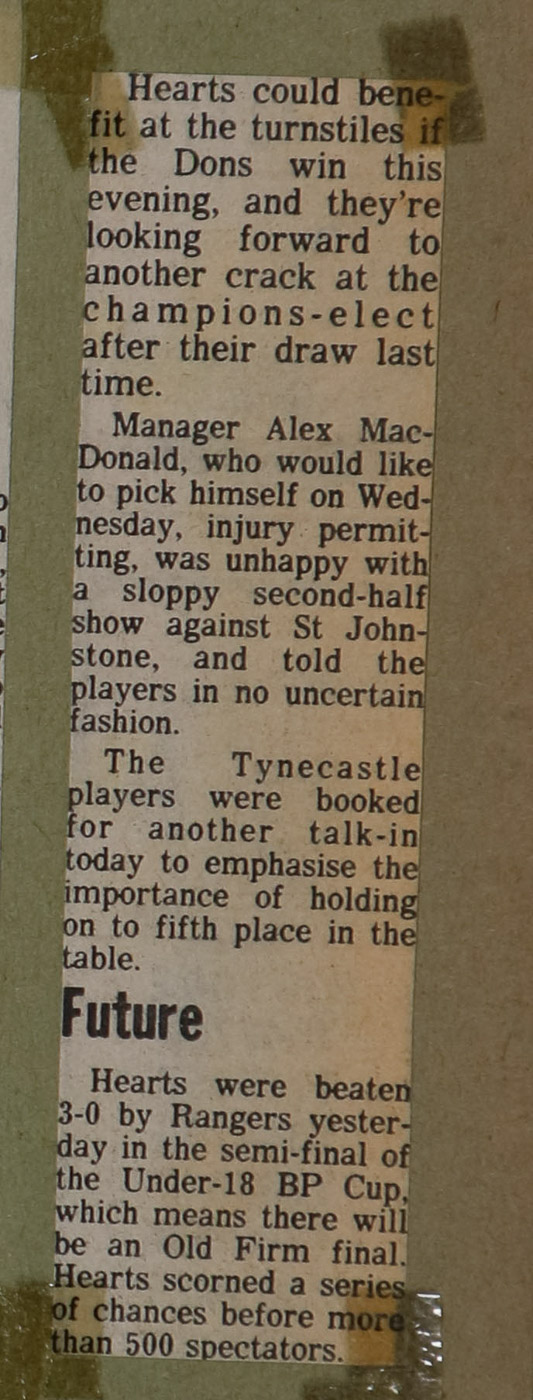 Hearts could bene-
fit at the turnstiles if
the Dons win this
evening, and they're
looking forward to
another crack at the
champions-elect
after their draw last
time.
Manager Alex Mac-
Donald, who would like
to pick himself on Wed-
nesday, injury permit-
ting, was unhappy with
a sloppy second-half
show against St John-
stone, and told the
players in no uncertain
fashion.
The Tynecastle
players were booked
for another talk-in
today to emphasise the
importance of holding
on to fifth place in the
table.
Future
Hearts were beaten
3-0 by Rangers yester-
day in the semi-final of
the Under-18 BP Cup,
which means there will
be an Old Firm final.
Hearts scorned a series
of chances before more
than 500 spectators.